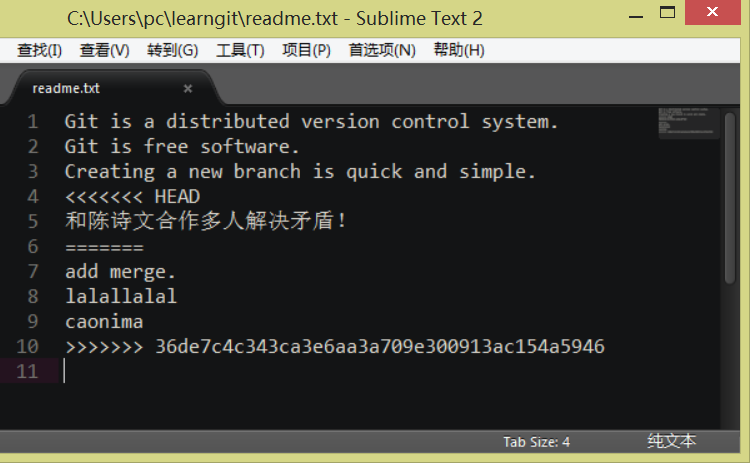 C:\Users\pc\learngit\readme.txt - Sublime Text 2
查找(I) 查看(V) 转到(G) 工具(T) 项目(P) 首选项(N) 帮助(H)
readme.txt
1 Git is a distributed version control system.
2 Git is free software.
3 Creating a new branch is quick and simple.
4 <<<<<<< HEAD
5 和陈诗文合作多人解决矛盾!
6 =======
7 add merge.
8 lalallalal
9 caonima
10 >>>>>>> 36de7c4c343ca3e6aa3a709e300913ac154a5946
11
Tab Size: 4 纯文本